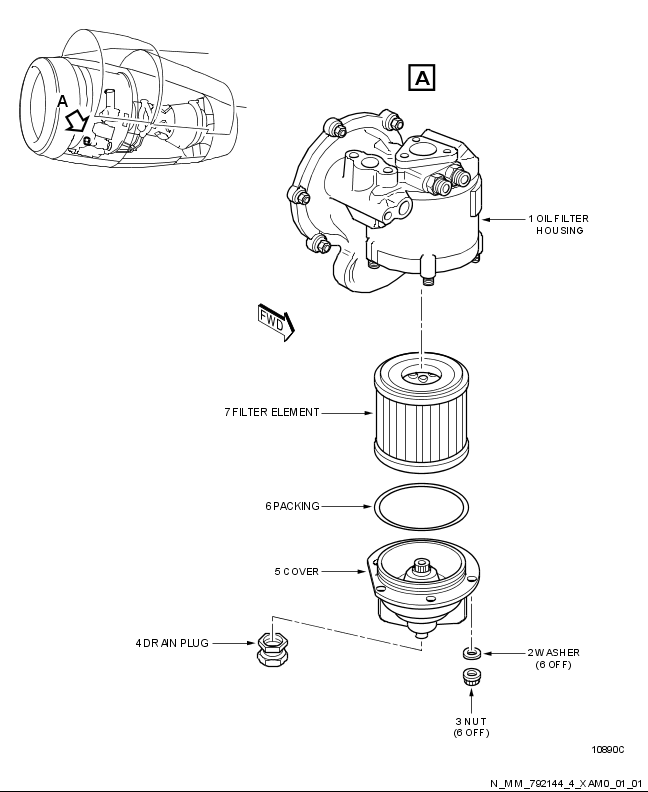 A
A
1 OIL FILTER
HOUSING
FWD
7 FILTER ELEMENT
6 PACKING
5 COVER
4 DRAIN PLUG
2 WASHER
(6 OFF)
3 NUT
(6 OFF)
10890C
N_MM_792144_4_XAM0_01_01